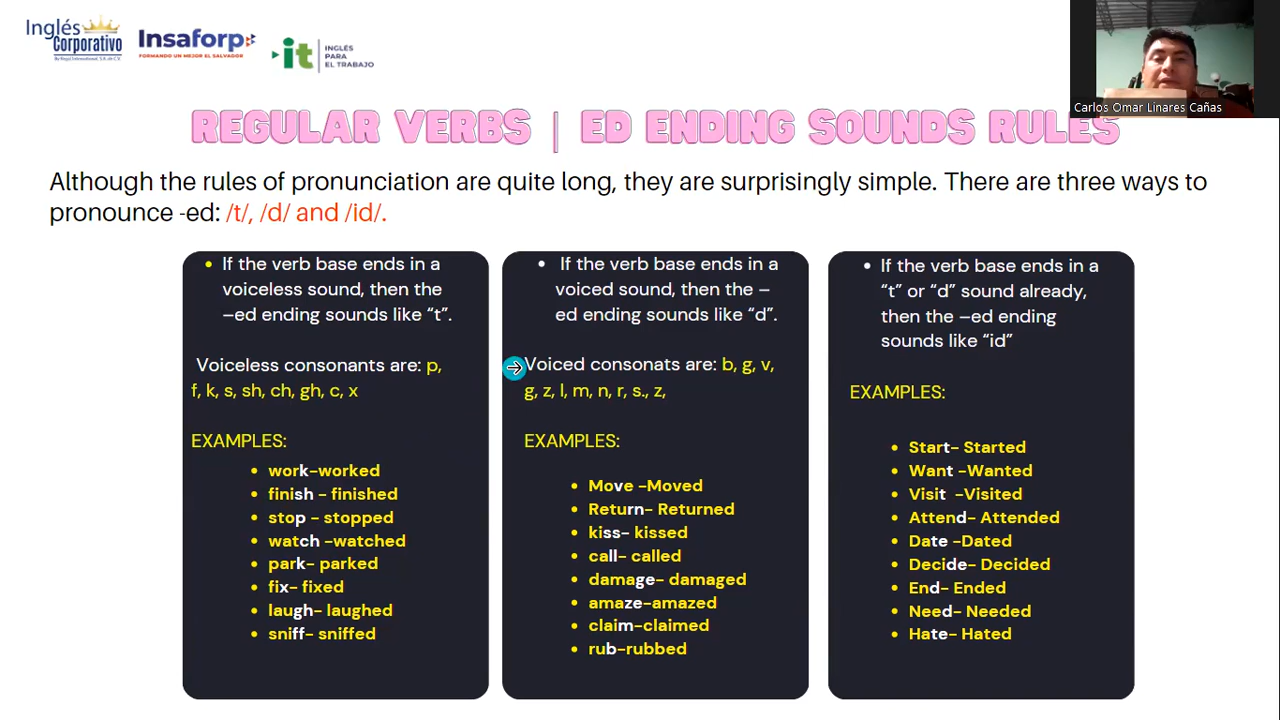 Inglés
Corporativo
By Regal International, S.A. de C.V.
Insaforp
FORMANDO UN MEJOR EL SALVADOR
it
INGLÉS
PARA
EL TRABAJO
Carlos Omar Linares Cañas
REGULAR VERBS | ED ENDING SOUNDS RULES
Although the rules of pronunciation are quite long, they are surprisingly simple. There are three ways to
pronounce -ed: /t/, /d/ and /id/.
• If the verb base ends in a
voiceless sound, then the
–ed ending sounds like “t”.
Voiceless consonants are: p,
f, k, s, sh, ch, gh, c, x
EXAMPLES:
• work–worked
• finish – finished
• stop – stopped
• watch –watched
• park– parked
• fix– fixed
• laugh– laughed
• sniff– sniffed
• If the verb base ends in a
voiced sound, then the –
ed ending sounds like “d”.
Voiced consonats are: b, g, v,
g, z, l, m, n, r, s., z,
EXAMPLES:
• Move –Moved
• Return– Returned
• kiss– kissed
• call– called
• damage– damaged
• amaze–amazed
• claim–claimed
• rub–rubbed
• If the verb base ends in a
“t” or “d” sound already,
then the –ed ending
sounds like “id”
EXAMPLES:
• Start– Started
• Want –Wanted
• Visit –Visited
• Attend– Attended
• Date –Dated
• Decide– Decided
• End– Ended
• Need– Needed
• Hate– Hated